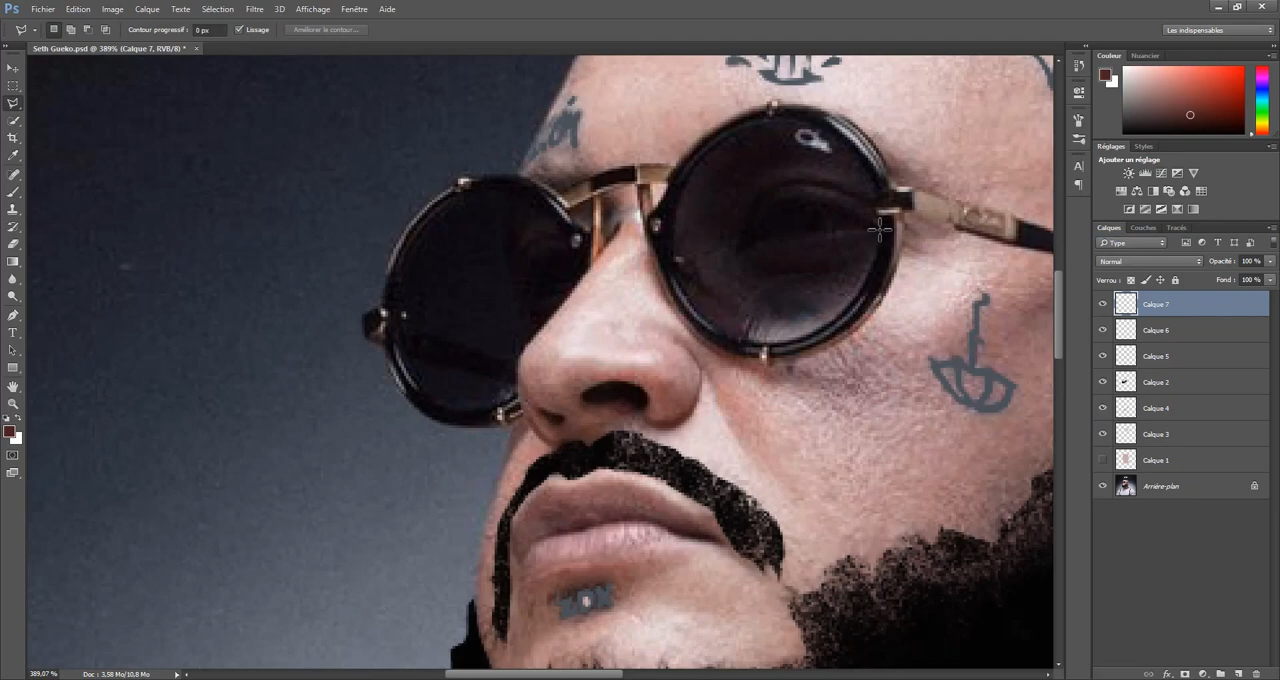 Ps Fichier Edition Image Calque Texte Sélection Filtre 3D Affichage Fenêtre Aide
Contour progressif : 0 px Lissage Améliorer le contour... Les indispensables
Seth Gueko.psd @ 389% (Calque 7, RVB/8) * ×
Couleur Nuancier
Réglages Styles
Ajouter un réglage
Calques Couches Tracés
Type
Normal Opacité : 100 %
Verrou : Fond : 100 %
Calque 7
Calque 6
Calque 5
Calque 2
Calque 4
Calque 3
Calque 1
Arrière-plan
389,07 % Doc : 3,58 Mo/10,8 Mo